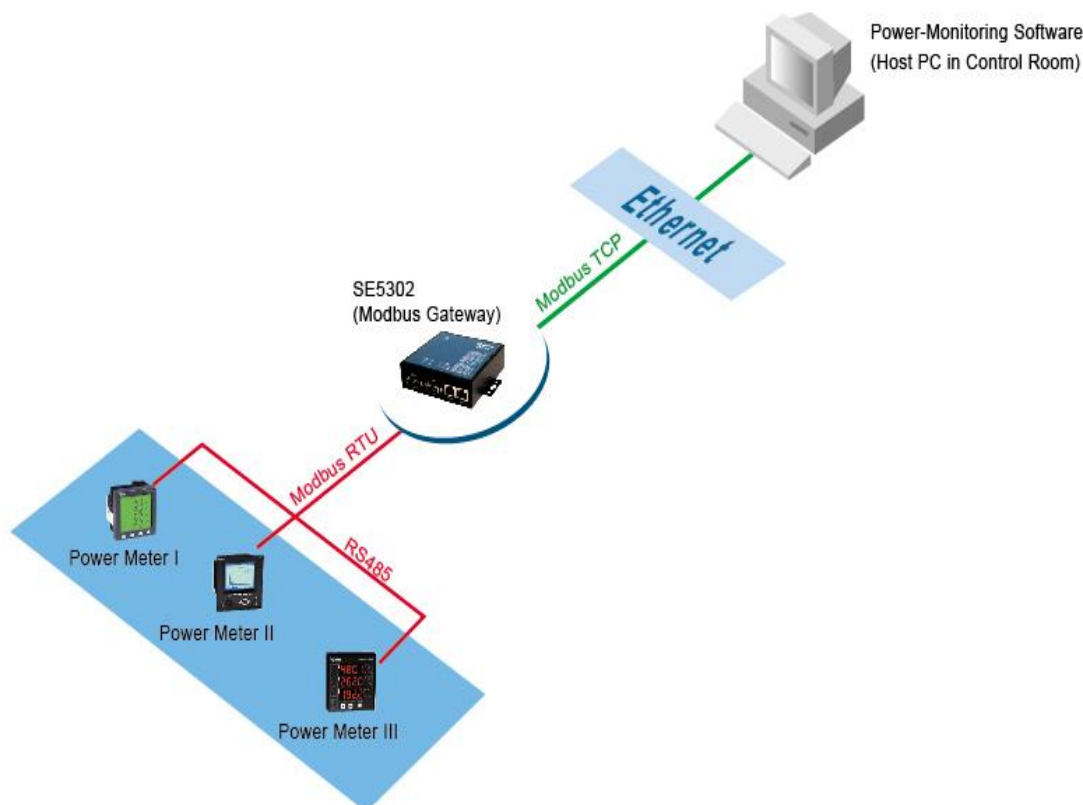 Power-Monitoring Software
(Host PC in Control Room)
Ethernet
Modbus TCP
SE5302
(Modbus Gateway)
Modbus RTU
RS485
Power Meter I
Power Meter II
Power Meter III